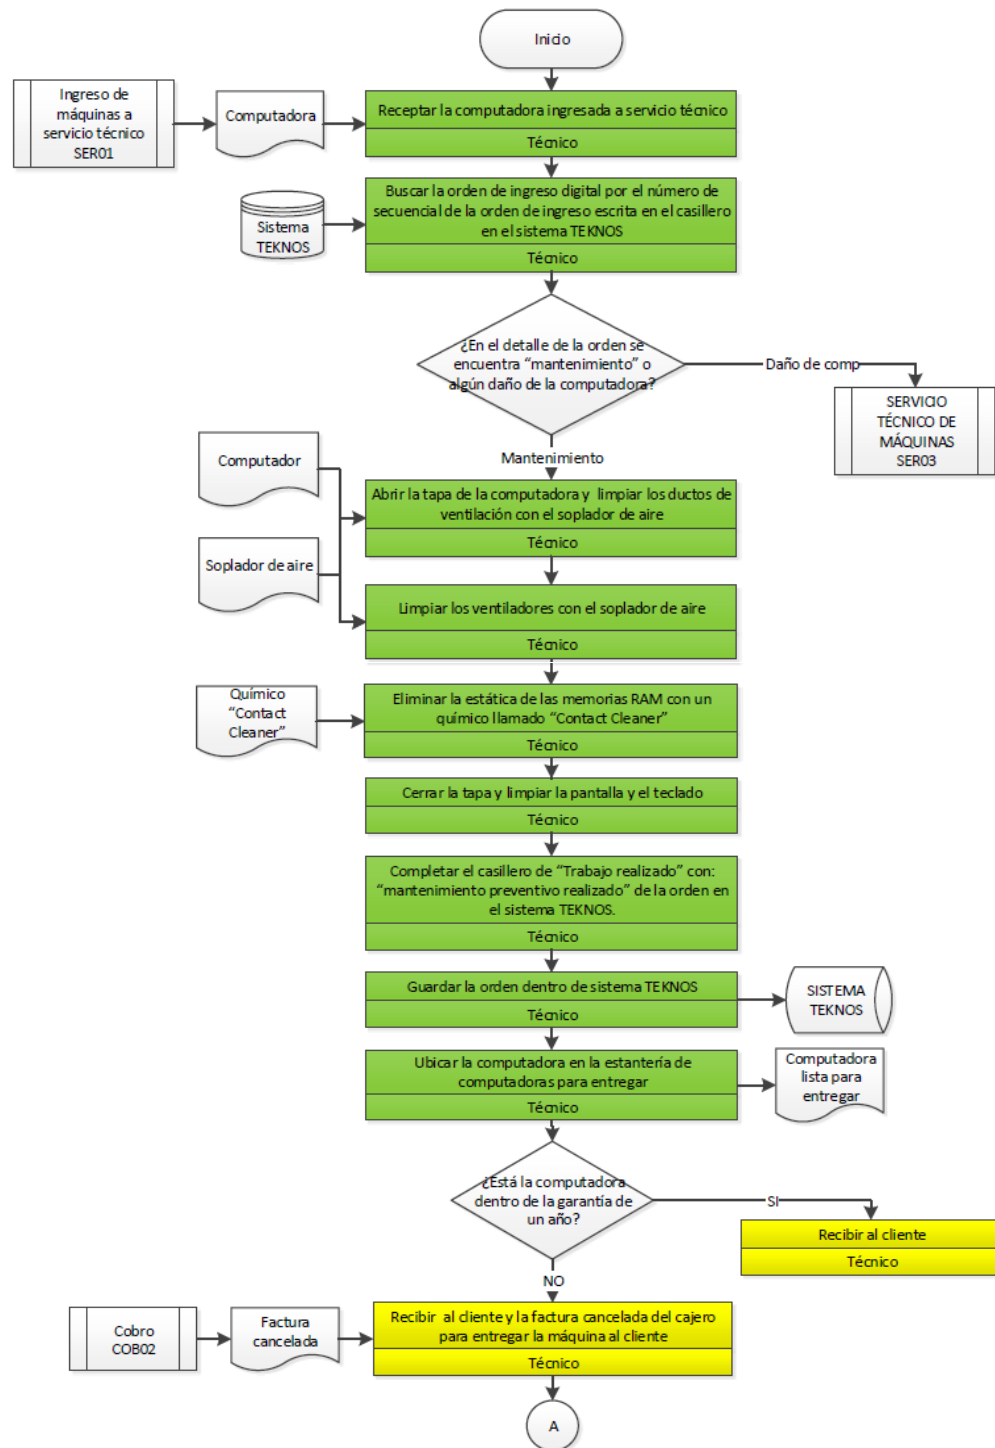 Inicio
Ingreso de
máquinas a
servicio técnico
SER01
Computadora
Receptar la computadora ingresada a servicio técnico
Técnico
Sistema
TEKNOS
Buscar la orden de ingreso digital por el número de
secuencial de la orden de ingreso escrita en el casillero
en el sistema TEKNOS
Técnico
¿En el detalle de la orden se
encuentra “mantenimiento” o
algún daño de la computadora?
Daño de comp
SERVICIO
TÉCNICO DE
MÁQUINAS
SER03
Mantenimiento
Computador
Abrir la tapa de la computadora y limpiar los ductos de
ventilación con el soplador de aire
Técnico
Soplador de aire
Limpiar los ventiladores con el soplador de aire
Técnico
Químico
“Contact
Cleaner”
Eliminar la estática de las memorias RAM con un
químico llamado “Contact Cleaner”
Técnico
Cerrar la tapa y limpiar la pantalla y el teclado
Técnico
Completar el casillero de “Trabajo realizado” con:
“mantenimiento preventivo realizado” de la orden en
el sistema TEKNOS.
Técnico
Guardar la orden dentro de sistema TEKNOS
Técnico
SISTEMA
TEKNOS
Ubicar la computadora en la estantería de
computadoras para entregar
Técnico
Computadora
lista para
entregar
¿Está la computadora
dentro de la garantía de
un año?
SI
Recibir al cliente
Técnico
NO
Cobro
COB02
Factura
cancelada
Recibir al cliente y la factura cancelada del cajero
para entregar la máquina al cliente
Técnico
A